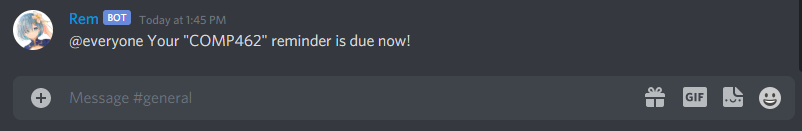 Rem BOT Today at 1:45 PM
@everyone Your "COMP462" reminder is due now!
Message #general GIF